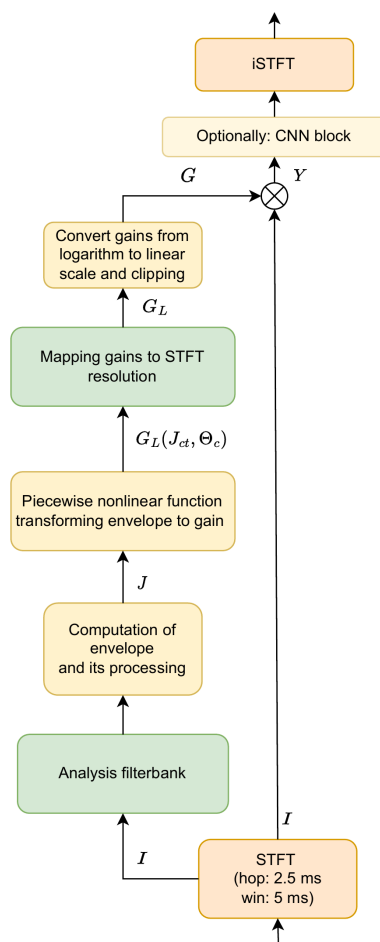 iSTFT
Optionally: CNN block
G
Y
Convert gains from
logarithm to linear
scale and clipping
G_L
Mapping gains to STFT
resolution
G_L(J_{ct}, Θ_c)
Piecewise nonlinear function
transforming envelope to gain
J
Computation of
envelope
and its processing
Analysis filterbank
I
I
STFT
(hop: 2.5 ms
win: 5 ms)